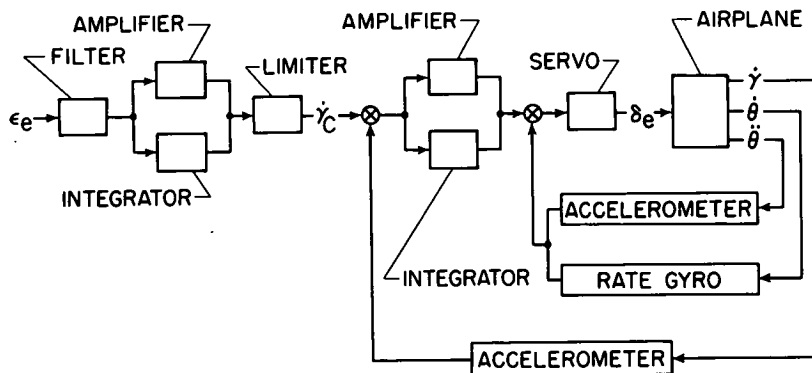 AMPLIFIER
FILTER
LIMITER
ϵe
INTEGRATOR
γ̇C
AMPLIFIER
INTEGRATOR
SERVO
δe
AIRPLANE
γ̇
θ̇
θ̈
ACCELEROMETER
RATE GYRO
ACCELEROMETER